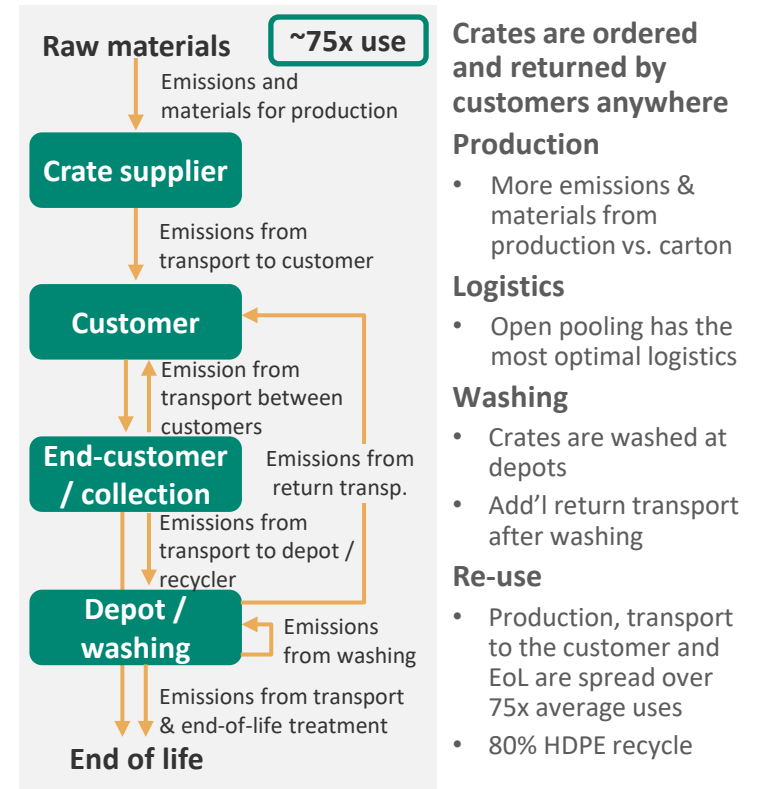 Raw materials
~75x use
Emissions and
materials for production
Crate supplier
Emissions from
transport to customer
Customer
Emission from
transport between
customers
End-customer
/ collection
Emissions from
return transp.
Emissions from
transport to depot /
recycler
Depot /
washing
Emissions
from washing
Emissions from transport
& end-of-life treatment
End of life
Crates are ordered
and returned by
customers anywhere
Production
• More emissions &
materials from
production vs. carton
Logistics
• Open pooling has the
most optimal logistics
Washing
• Crates are washed at
depots
• Add’l return transport
after washing
Re-use
• Production, transport
to the customer and
EoL are spread over
75x average uses
• 80% HDPE recycle